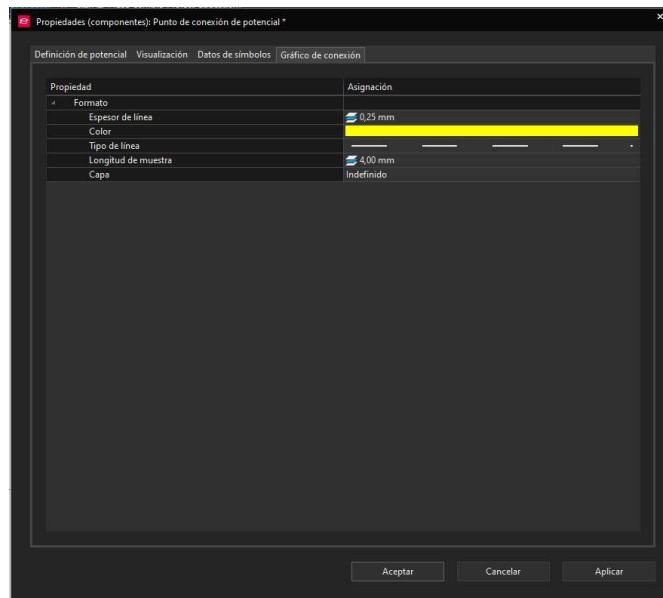 Propiedades (componentes): Punto de conexión de potencial *
Definición de potencial Visualización Datos de símbolos Gráfico de conexión
Propiedad Asignación
Formato
Espesor de línea 0,25 mm
Color
Tipo de línea
Longitud de muestra 4,00 mm
Capa Indefinido
Aceptar Cancelar Aplicar